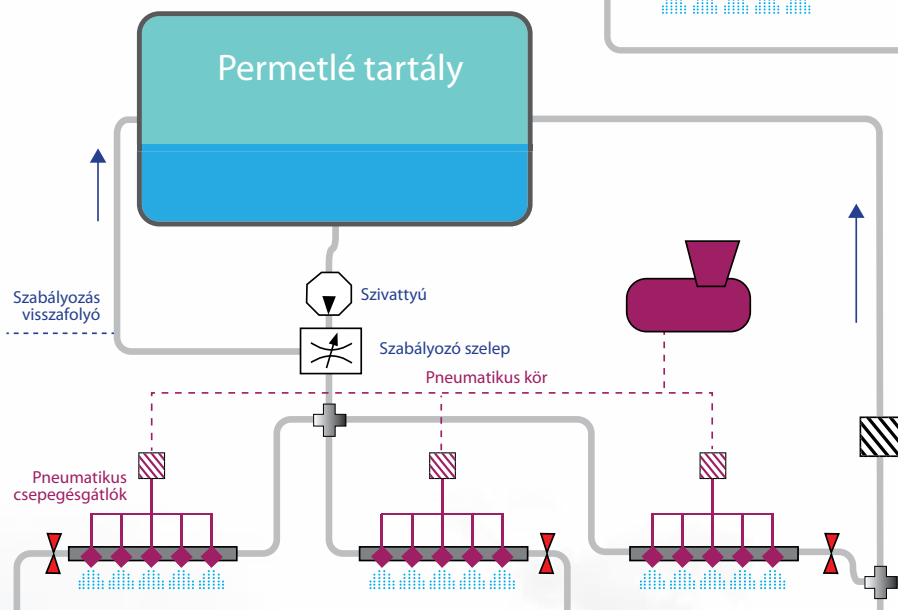 Permetlé tartály
Szivattyú
Szabályozás
visszafolyó
Szabályozó szelep
Pneumatikus kör
Pneumatikus
csepegésgátlók